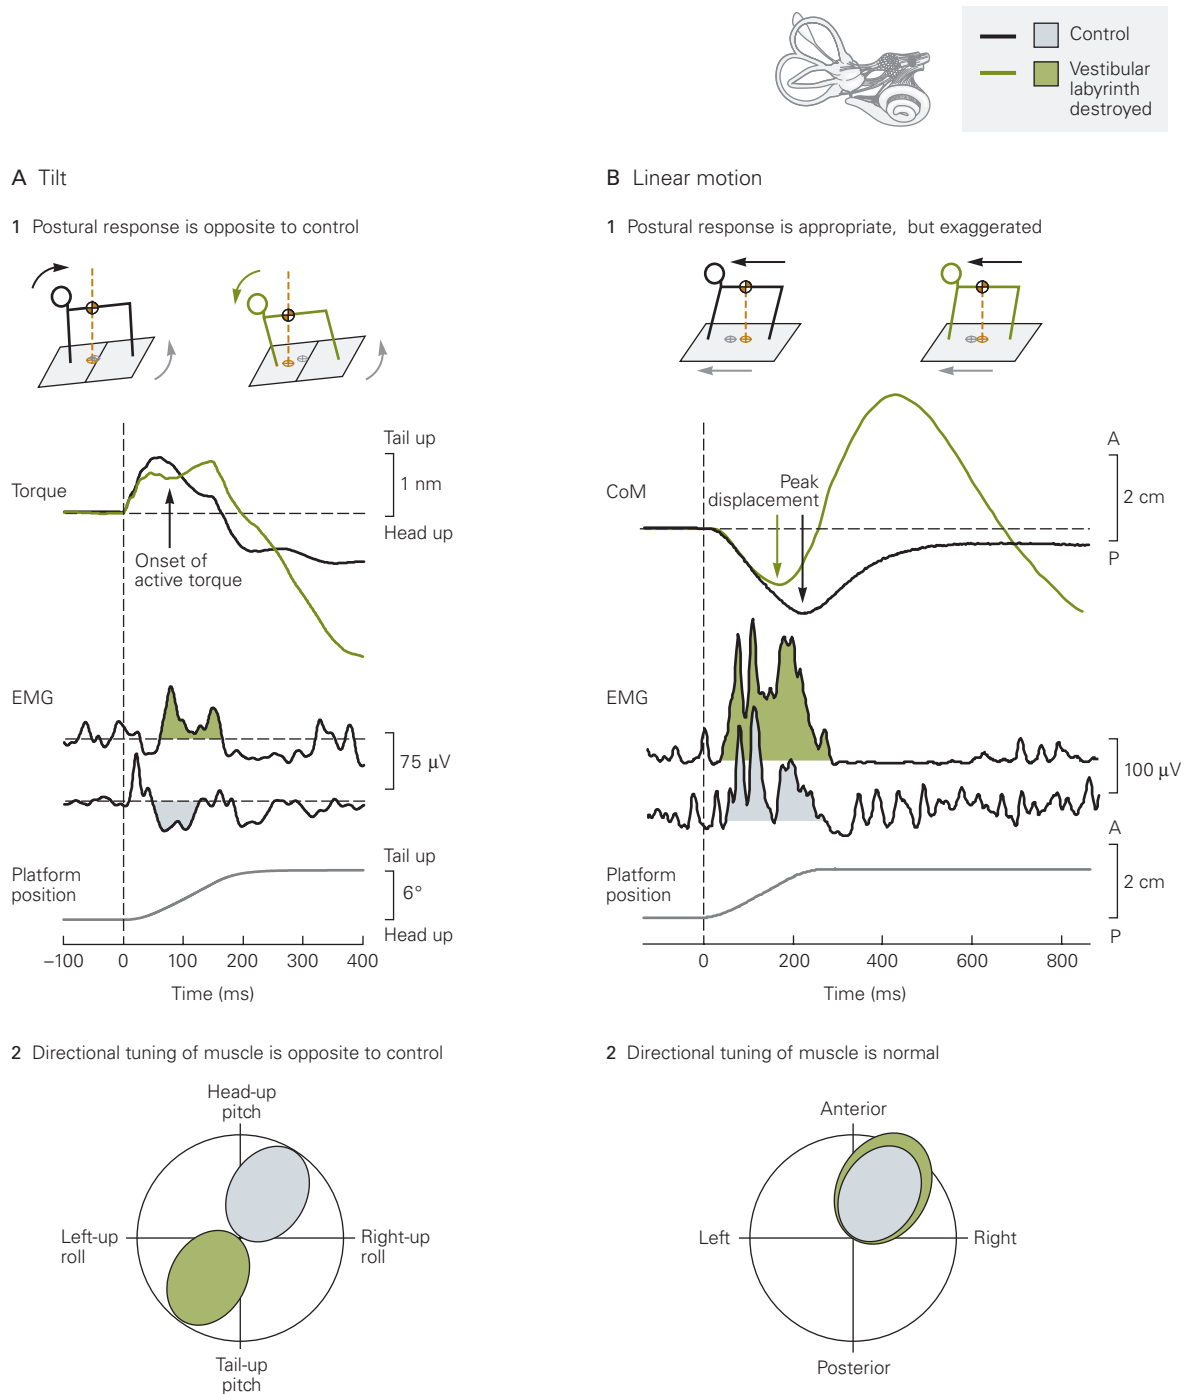 Control
Vestibular
labyrinth
destroyed
A Tilt
1 Postural response is opposite to control
Torque
Tail up
1 nm
Head up
Onset of
active torque
EMG
75 μV
Platform
position
Tail up
6°
Head up
–100 0 100 200 300 400
Time (ms)
2 Directional tuning of muscle is opposite to control
Head-up
pitch
Left-up
roll
Right-up
roll
Tail-up
pitch
B Linear motion
1 Postural response is appropriate, but exaggerated
CoM
Peak
displacement
A
2 cm
P
EMG
100 μV
Platform
position
A
2 cm
P
0 200 400 600 800
Time (ms)
2 Directional tuning of muscle is normal
Anterior
Left
Right
Posterior